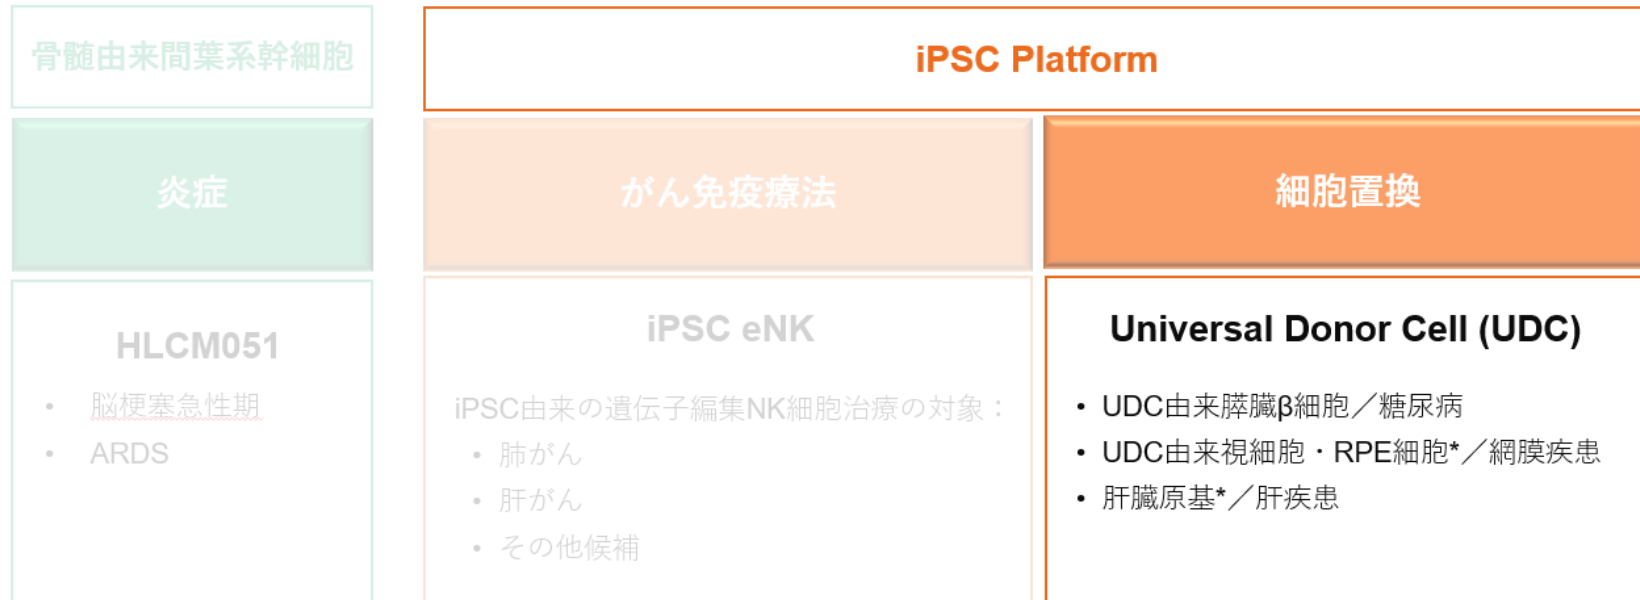 骨髄由来間葉系幹細胞
iPSC Platform
炎症
がん免疫療法
細胞置換
HLCM051
• 脳梗塞急性期
• ARDS
iPSC eNK
iPSC由来の遺伝子編集NK細胞治療の対象：
• 肺がん
• 肝がん
• その他候補
Universal Donor Cell (UDC)
• UDC由来膵臓β細胞／糖尿病
• UDC由来視細胞・RPE細胞*／網膜疾患
• 肝臓原基*／肝疾患